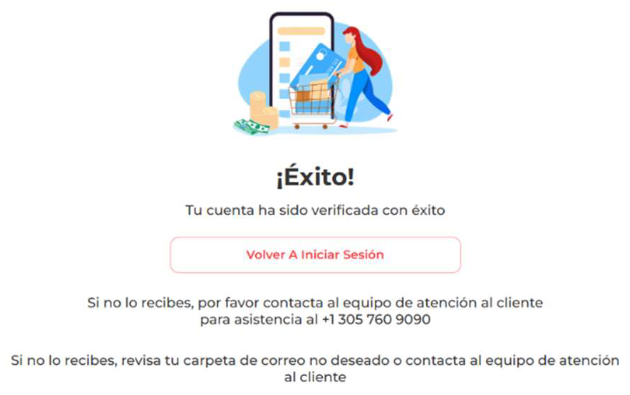 ¡Éxito!
Tu cuenta ha sido verificada con éxito
Volver A Iniciar Sesión
Si no lo recibes, por favor contacta al equipo de atención al cliente
para asistencia al +1 305 760 9090
Si no lo recibes, revisa tu carpeta de correo no deseado o contacta al equipo de atención
al cliente